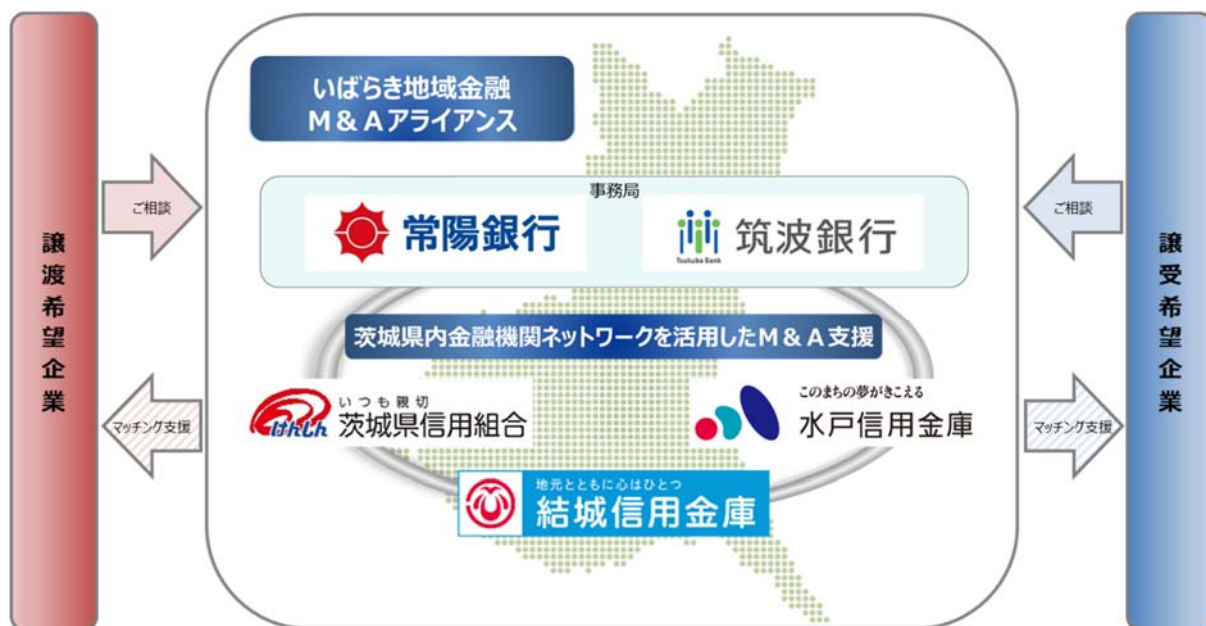 いばらき地域金融
M＆Aアライアンス
譲渡希望企業
ご相談
マッチング支援
事務局
常陽銀行
筑波銀行
Tsukuba Bank
茨城県内金融機関ネットワークを活用したM＆A支援
いつも親切
けんしん
茨城県信用組合
このまちの夢がきこえる
水戸信用金庫
地元とともに心はひとつ
結城信用金庫
ご相談
マッチング支援
譲受希望企業